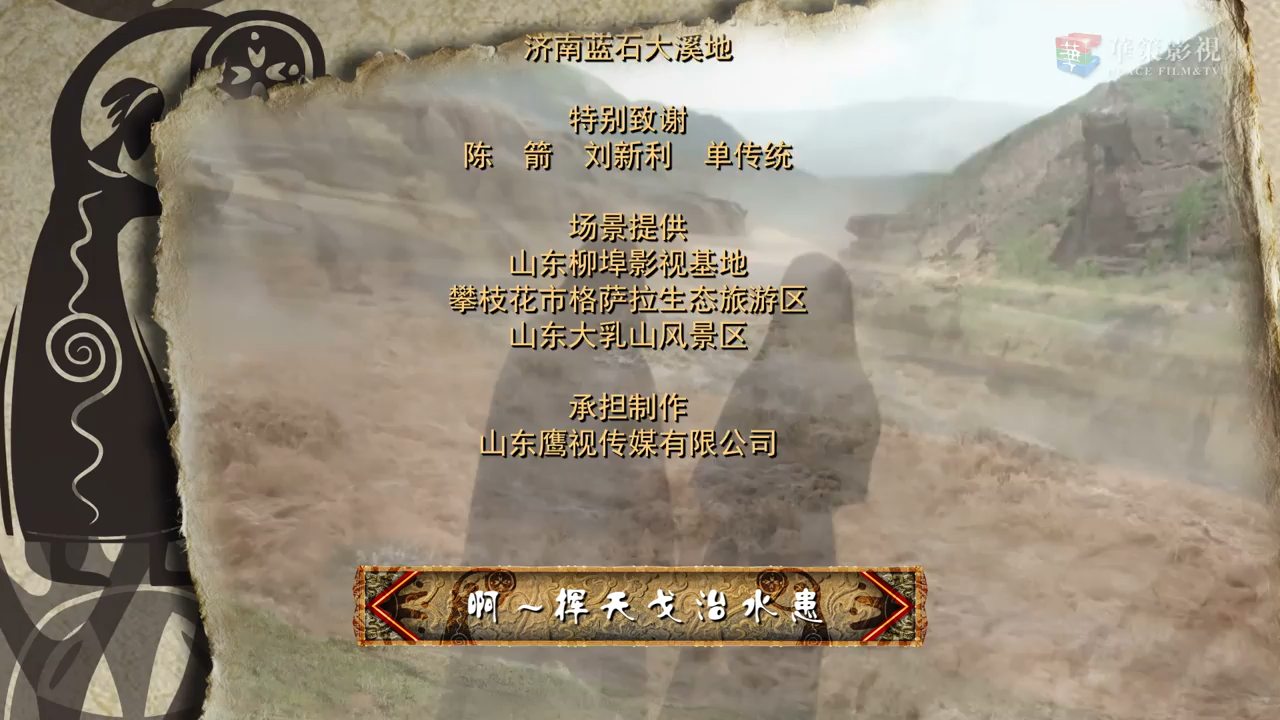 济南蓝石大溪地
華策影視
特别致谢
陈 箭 刘新利 单传统
场景提供
山东柳埠影视基地
攀枝花市格萨拉生态旅游区
山东大乳山风景区
承担制作
山东鹰视传媒有限公司
啊~挥天戈治水患